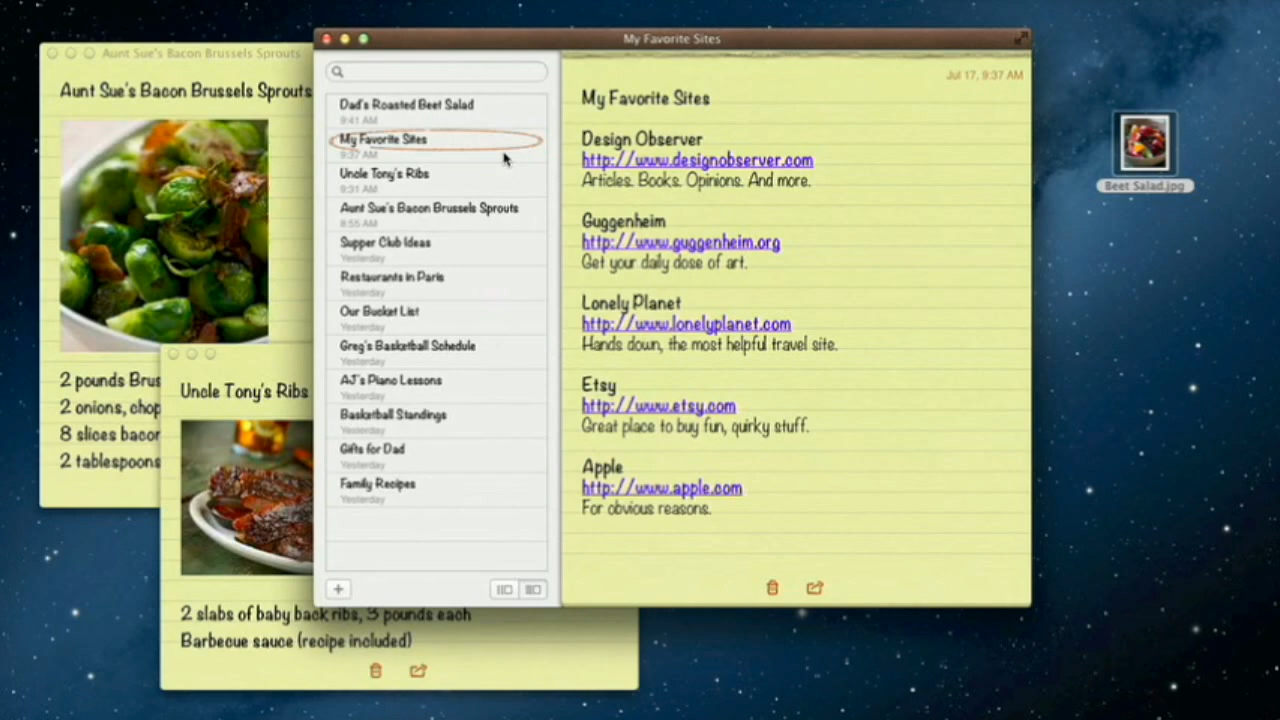 Aunt Sue's Bacon Brussels Sprouts
Aunt Sue's Bacon Brussels Sprouts
2 pounds Brus
2 onions, chop
8 slices bacon
2 tablespoons
Uncle Tony's Ribs
2 slabs of baby back ribs, 3 pounds each
Barbecue sauce (recipe included)
My Favorite Sites
Dad's Roasted Beet Salad
9:41 AM
My Favorite Sites
9:37 AM
Uncle Tony's Ribs
9:31 AM
Aunt Sue's Bacon Brussels Sprouts
8:55 AM
Supper Club Ideas
Yesterday
Restaurants in Paris
Yesterday
Our Bucket List
Yesterday
Greg's Basketball Schedule
Yesterday
AJ's Piano Lessons
Yesterday
Basketball Standings
Yesterday
Gifts for Dad
Yesterday
Family Recipes
Yesterday
Jul 17, 9:37 AM
My Favorite Sites
Design Observer
http://www.designobserver.com
Articles. Books. Opinions. And more.
Guggenheim
http://www.guggenheim.org
Get your daily dose of art.
Lonely Planet
http://www.lonelyplanet.com
Hands down, the most helpful travel site.
Etsy
http://www.etsy.com
Great place to buy fun, quirky stuff.
Apple
http://www.apple.com
For obvious reasons.
Beet Salad.jpg